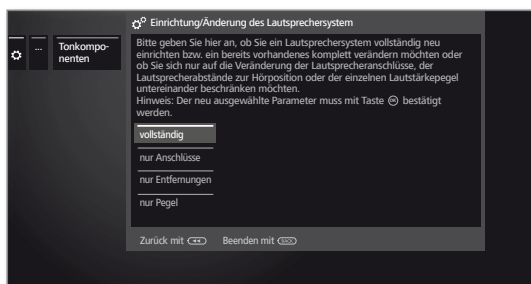 Einrichtung/Änderung des Lautsprechersystem
...
Tonkompo-
nenten
Bitte geben Sie hier an, ob Sie ein Lautsprechersystem vollständig neu
einrichten bzw. ein bereits vorhandenes komplett verändern möchten oder
ob Sie sich nur auf die Veränderung der Lautsprecheranschlüsse, der
Lautsprecherabstände zur Hörposition oder der einzelnen Lautstärkepegel
untereinander beschränken möchten.
Hinweis: Der neu ausgewählte Parameter muss mit Taste OK bestätigt
werden.
vollständig
nur Anschlüsse
nur Entfernungen
nur Pegel
Zurück mit Beenden mit BACK